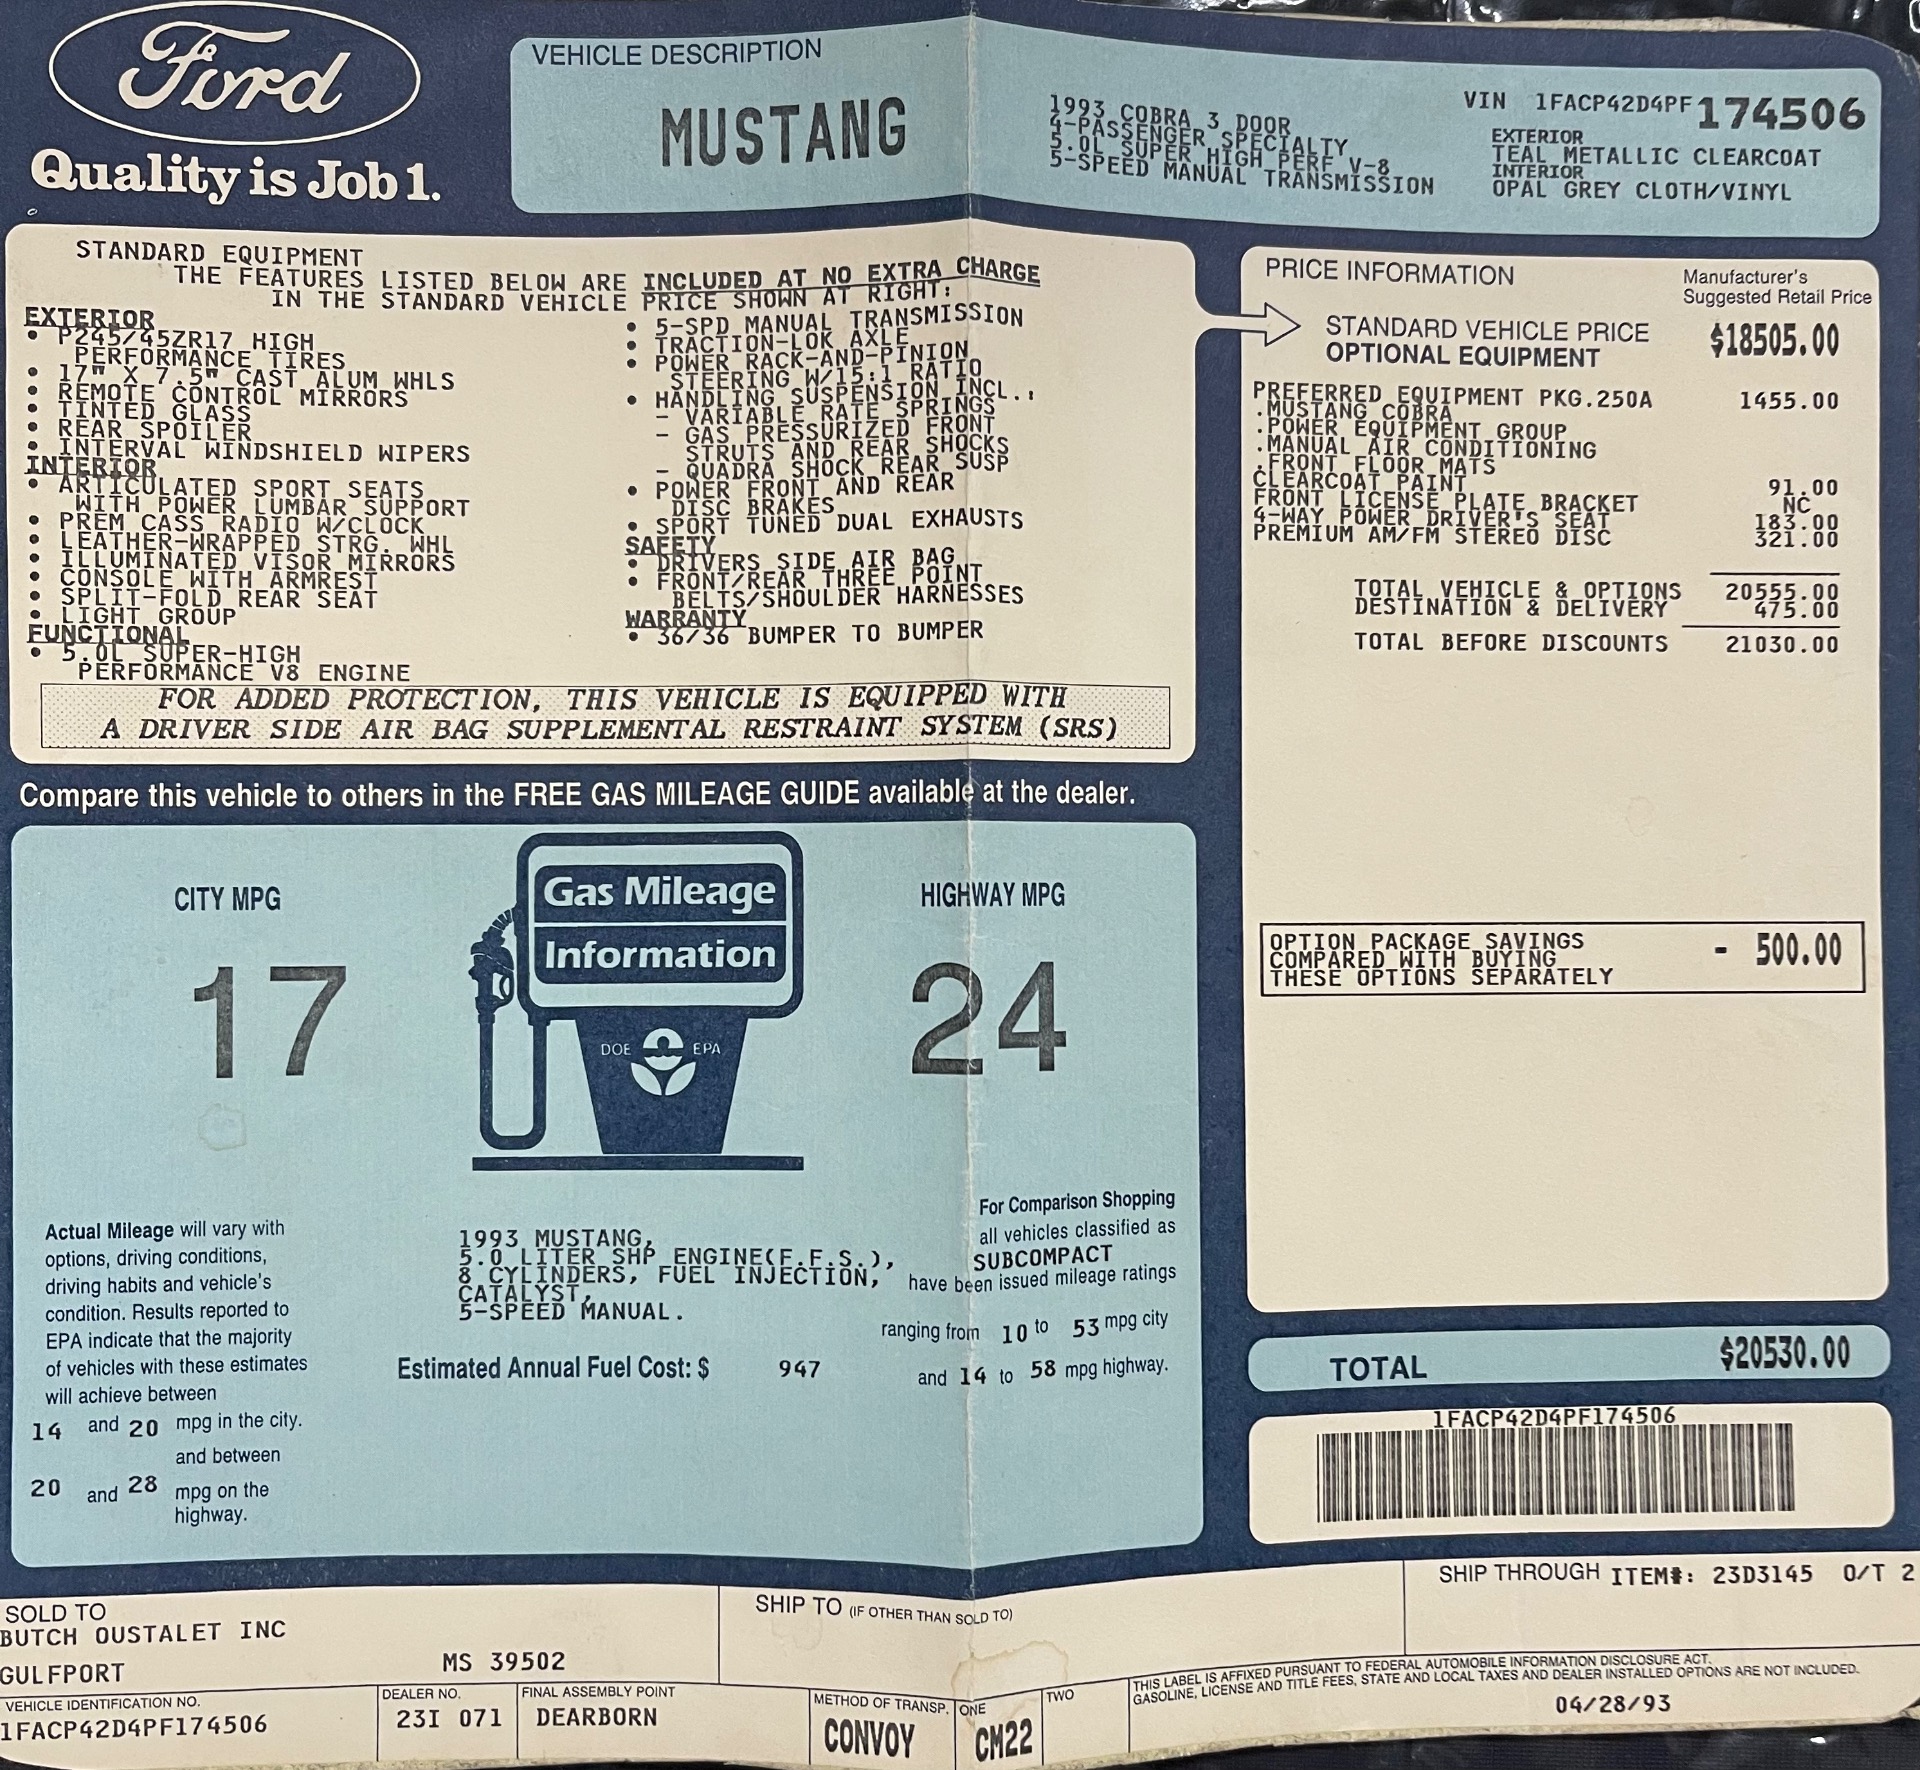 Ford
Quality is Job 1.
VEHICLE DESCRIPTION
MUSTANG
1993 COBRA 3 DOOR
4-PASSENGER SPECIALTY
5.0L SUPER HIGH PERF V-8
5-SPEED MANUAL TRANSMISSION
VIN 1FACP42D4PF174506
EXTERIOR
TEAL METALLIC CLEARCOAT
INTERIOR
OPAL GREY CLOTH/VINYL
STANDARD EQUIPMENT
THE FEATURES LISTED BELOW ARE INCLUDED AT NO EXTRA CHARGE
IN THE STANDARD VEHICLE PRICE SHOWN AT RIGHT:
EXTERIOR
• P245/45ZR17 HIGH
PERFORMANCE TIRES
• 17" X 7.5" CAST ALUM WHLS
• REMOTE CONTROL MIRRORS
• TINTED GLASS
• REAR SPOILER
• INTERVAL WINDSHIELD WIPERS
INTERIOR
• ARTICULATED SPORT SEATS
WITH POWER LUMBAR SUPPORT
• PREM CASS RADIO W/CLOCK
• LEATHER-WRAPPED STRG. WHL
• ILLUMINATED VISOR MIRRORS
• CONSOLE WITH ARMREST
• SPLIT-FOLD REAR SEAT
• LIGHT GROUP
FUNCTIONAL
• 5.0L SUPER-HIGH
PERFORMANCE V8 ENGINE
• 5-SPD MANUAL TRANSMISSION
• TRACTION-LOK AXLE
• POWER RACK-AND-PINION
STEERING W/15:1 RATIO
• HANDLING SUSPENSION INCL.:
- VARIABLE RATE SPRINGS
- GAS PRESSURIZED FRONT
STRUTS AND REAR SHOCKS
- QUADRA SHOCK REAR SUSP
• POWER FRONT AND REAR
DISC BRAKES
• SPORT TUNED DUAL EXHAUSTS
SAFETY
• DRIVERS SIDE AIR BAG
• FRONT/REAR THREE POINT
BELTS/SHOULDER HARNESSES
WARRANTY
• 36/36 BUMPER TO BUMPER
FOR ADDED PROTECTION, THIS VEHICLE IS EQUIPPED WITH
A DRIVER SIDE AIR BAG SUPPLEMENTAL RESTRAINT SYSTEM (SRS)
PRICE INFORMATION
Manufacturer's
Suggested Retail Price
STANDARD VEHICLE PRICE $18505.00
OPTIONAL EQUIPMENT
PREFERRED EQUIPMENT PKG.250A 1455.00
.MUSTANG COBRA
.POWER EQUIPMENT GROUP
.MANUAL AIR CONDITIONING
.FRONT FLOOR MATS
CLEARCOAT PAINT 91.00
FRONT LICENSE PLATE BRACKET NC
4-WAY POWER DRIVER'S SEAT 183.00
PREMIUM AM/FM STEREO DISC 321.00
TOTAL VEHICLE & OPTIONS 20555.00
DESTINATION & DELIVERY 475.00
TOTAL BEFORE DISCOUNTS 21030.00
OPTION PACKAGE SAVINGS
COMPARED WITH BUYING
THESE OPTIONS SEPARATELY - 500.00
TOTAL $20530.00
1FACP42D4PF174506
Compare this vehicle to others in the FREE GAS MILEAGE GUIDE available at the dealer.
CITY MPG
17
Gas Mileage
Information
DOE EPA
HIGHWAY MPG
24
Actual Mileage will vary with
options, driving conditions,
driving habits and vehicle's
condition. Results reported to
EPA indicate that the majority
of vehicles with these estimates
will achieve between
14 and 20 mpg in the city.
and between
20 and 28 mpg on the
highway.
1993 MUSTANG,
5.0 LITER SHP ENGINE(F.F.S.),
8 CYLINDERS, FUEL INJECTION,
CATALYST,
5-SPEED MANUAL.
Estimated Annual Fuel Cost: $ 947
For Comparison Shopping
all vehicles classified as
SUBCOMPACT
have been issued mileage ratings
ranging from 10 to 53 mpg city
and 14 to 58 mpg highway.
SOLD TO
BUTCH OUSTALET INC
GULFPORT MS 39502
SHIP TO (IF OTHER THAN SOLD TO)
SHIP THROUGH ITEM#: 23D3145 O/T 2
VEHICLE IDENTIFICATION NO.
1FACP42D4PF174506
DEALER NO.
23I 071
FINAL ASSEMBLY POINT
DEARBORN
METHOD OF TRANSP.
CONVOY
ONE
CM22
TWO
THIS LABEL IS AFFIXED PURSUANT TO FEDERAL AUTOMOBILE INFORMATION DISCLOSURE ACT.
GASOLINE, LICENSE AND TITLE FEES, STATE AND LOCAL TAXES AND DEALER INSTALLED OPTIONS ARE NOT INCLUDED.
04/28/93